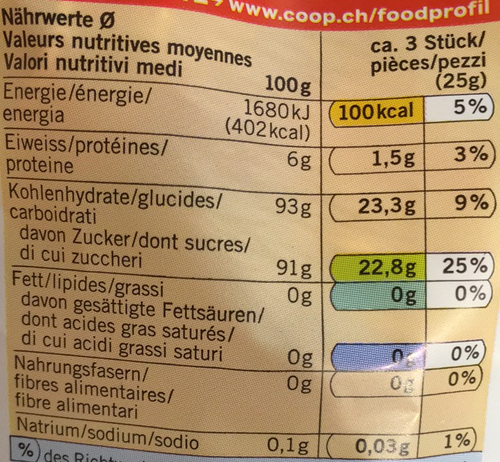 www.coop.ch/foodprofil
Nährwerte Ø
Valeurs nutritives moyennes
Valori nutritivi medi
100g
ca. 3 Stück/
pièces/pezzi
(25g)
Energie/énergie/
energia
1680kJ
(402kcal)
100kcal 5%
Eiweiss/protéines/
proteine
6g 1,5g 3%
Kohlenhydrate/glucides/
carboidrati
93g 23,3g 9%
davon Zucker/dont sucres/
di cui zuccheri
91g 22,8g 25%
Fett/lipides/grassi
0g 0g 0%
davon gesättigte Fettsäuren/
dont acides gras saturés/
di cui acidi grassi saturi
0g 0g 0%
Nahrungsfasern/
fibres alimentaires/
fibre alimentari
0g 0g 0%
Natrium/sodium/sodio
0,1g 0,03g 1%
% des